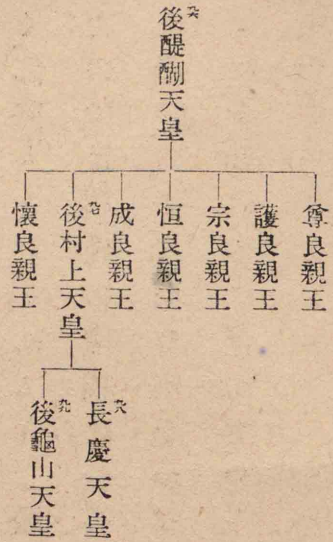 九六
後醍醐天皇
尊良親王
護良親王
宗良親王
恒良親王
成良親王
九七
後村上天皇
懷良親王
九八
長慶天皇
九九
後龜山天皇